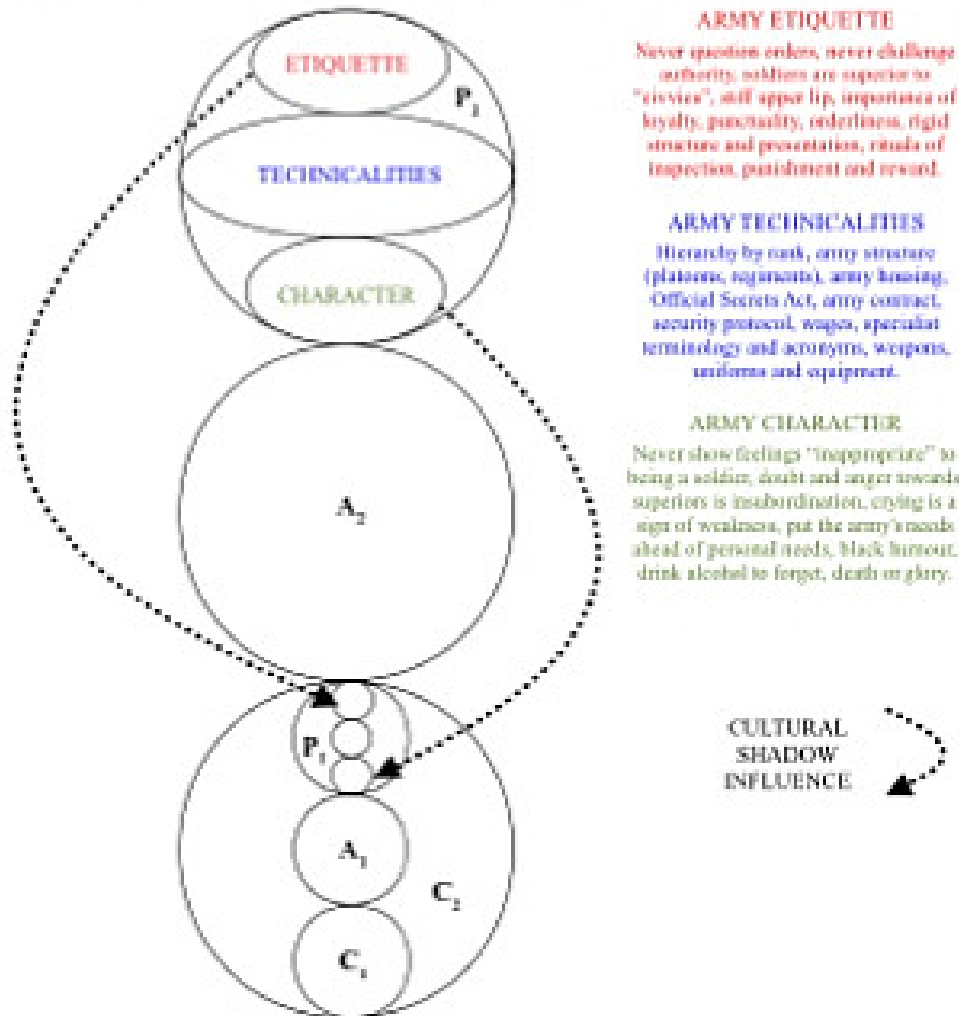 ETIQUETTE
P₂
TECHNICALITIES
CHARACTER
A₂
P₁
A₁
C₂
C₁
ARMY ETIQUETTE
Never question orders, never challenge
authority, soldiers are superior to
"civvies", stiff upper lip, importance of
loyalty, punctuality, orderliness, rigid
structure and presentation, rituals of
inspection, punishment and reward.
ARMY TECHNICALITIES
Hierarchy by rank, army structure
(platoons, regiments), army housing,
Official Secrets Act, army contract,
security protocol, wages, specialist
terminology and acronyms, weapons,
uniforms and equipment.
ARMY CHARACTER
Never show feelings "inappropriate" to
being a soldier, doubt and anger towards
superiors is insubordination, crying is a
sign of weakness, put the army's needs
ahead of personal needs, black humour,
drink alcohol to forget, death or glory.
CULTURAL
SHADOW
INFLUENCE